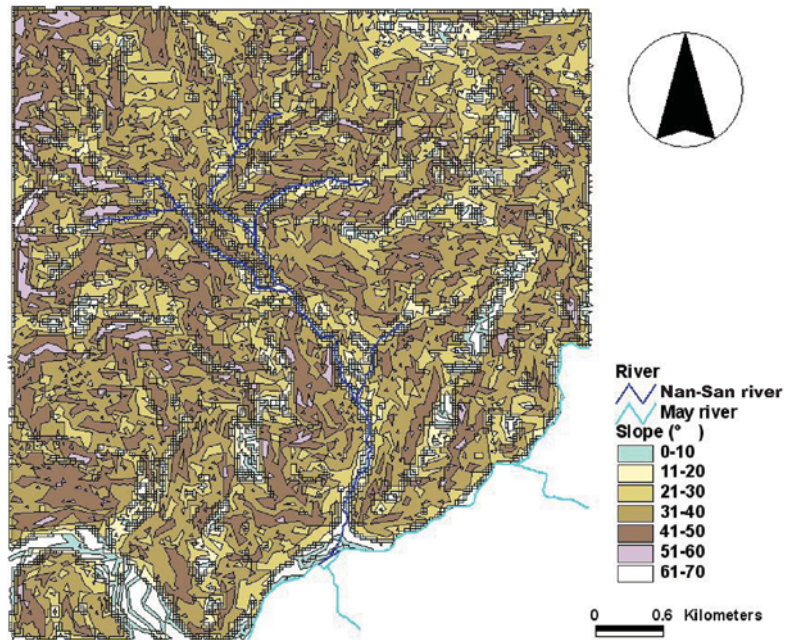 River
Nan-San river
May river
Slope (° )
0-10
11-20
21-30
31-40
41-50
51-60
61-70
0 0.6 Kilometers